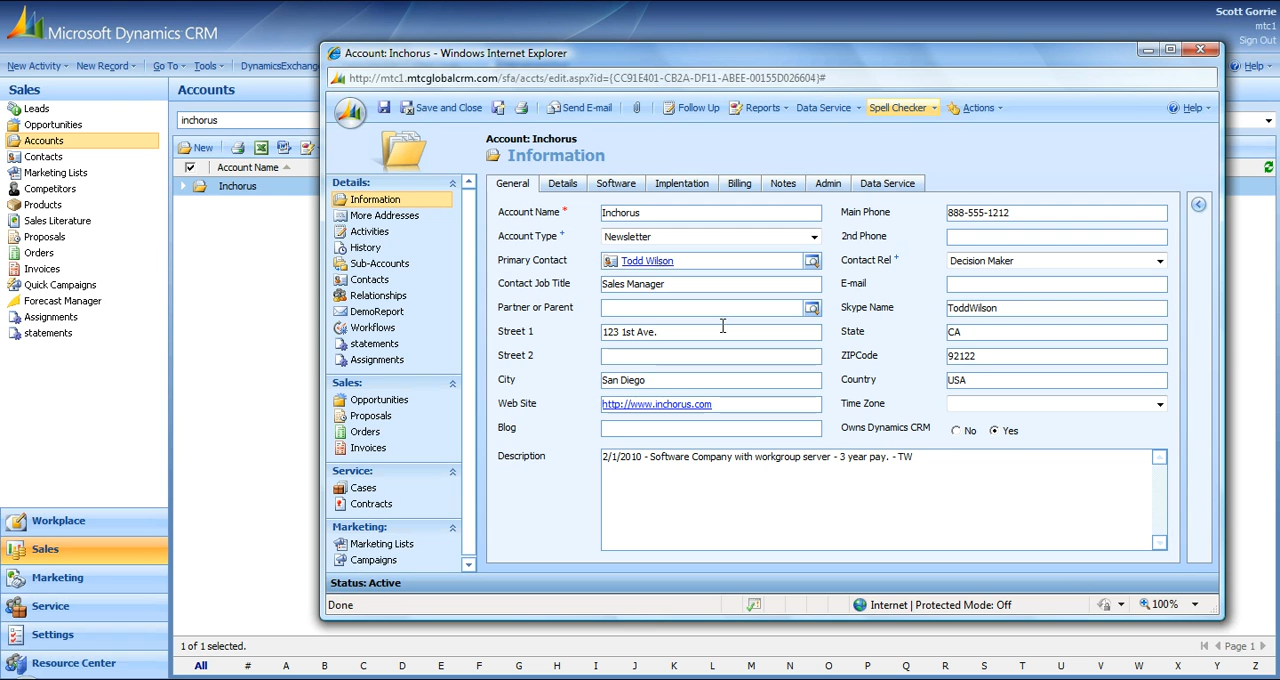 Scott Gorrie
mtc1
Sign Out
Microsoft Dynamics CRM
New Activity New Record Go To Tools DynamicsExchange
Help
Sales
Leads
Opportunities
Accounts
Contacts
Marketing Lists
Competitors
Products
Sales Literature
Proposals
Orders
Invoices
Quick Campaigns
Forecast Manager
Assignments
statements
Workplace
Sales
Marketing
Service
Settings
Resource Center
Accounts
inchorus
New
Account Name
Inchorus
Account: Inchorus - Windows Internet Explorer
http://mtc1.mtcglobalcrm.com/sfa/accts/edit.aspx?id={CC91E401-CB2A-DF11-ABEE-00155D026604}#
Save and Close Send E-mail Follow Up Reports Data Service Spell Checker Actions Help
Account: Inchorus
Information
Details:
Information
More Addresses
Activities
History
Sub-Accounts
Contacts
Relationships
DemoReport
Workflows
statements
Assignments
Sales:
Opportunities
Proposals
Orders
Invoices
Service:
Cases
Contracts
Marketing:
Marketing Lists
Campaigns
General Details Software Implentation Billing Notes Admin Data Service
Account Name * Inchorus Main Phone 888-555-1212
Account Type + Newsletter 2nd Phone
Primary Contact Todd Wilson Contact Rel + Decision Maker
Contact Job Title Sales Manager E-mail
Partner or Parent Skype Name ToddWilson
Street 1 123 1st Ave. State CA
Street 2 ZIPCode 92122
City San Diego Country USA
Web Site http://www.inchorus.com Time Zone
Blog Owns Dynamics CRM No Yes
Description 2/1/2010 - Software Company with workgroup server - 3 year pay. - TW
Status: Active
Done Internet | Protected Mode: Off 100%
1 of 1 selected. Page 1
All # A B C D E F G H I J K L M N O P Q R S T U V W X Y Z